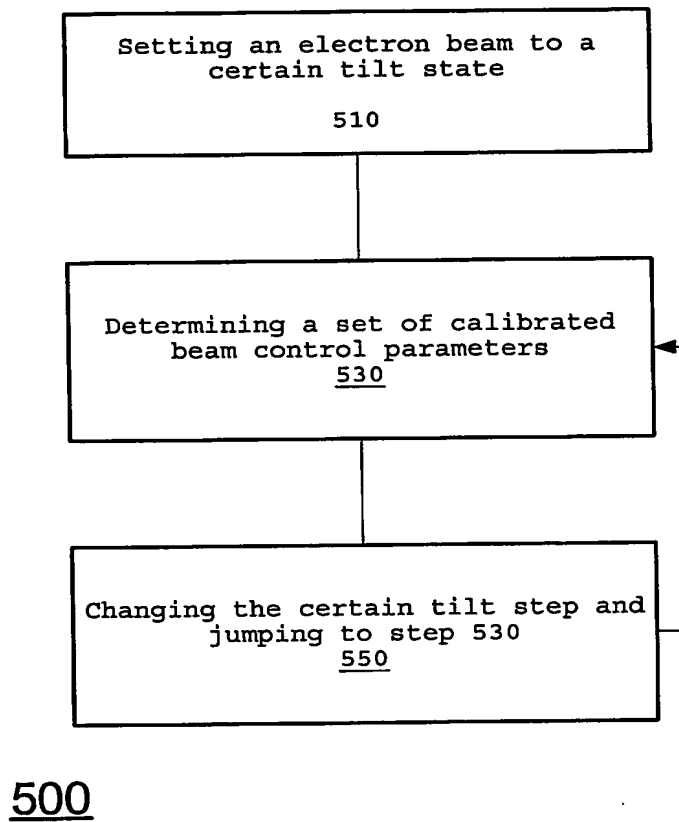 Setting an electron beam to a
certain tilt state
510
Determining a set of calibrated
beam control parameters
530
Changing the certain tilt step and
jumping to step 530
550
500